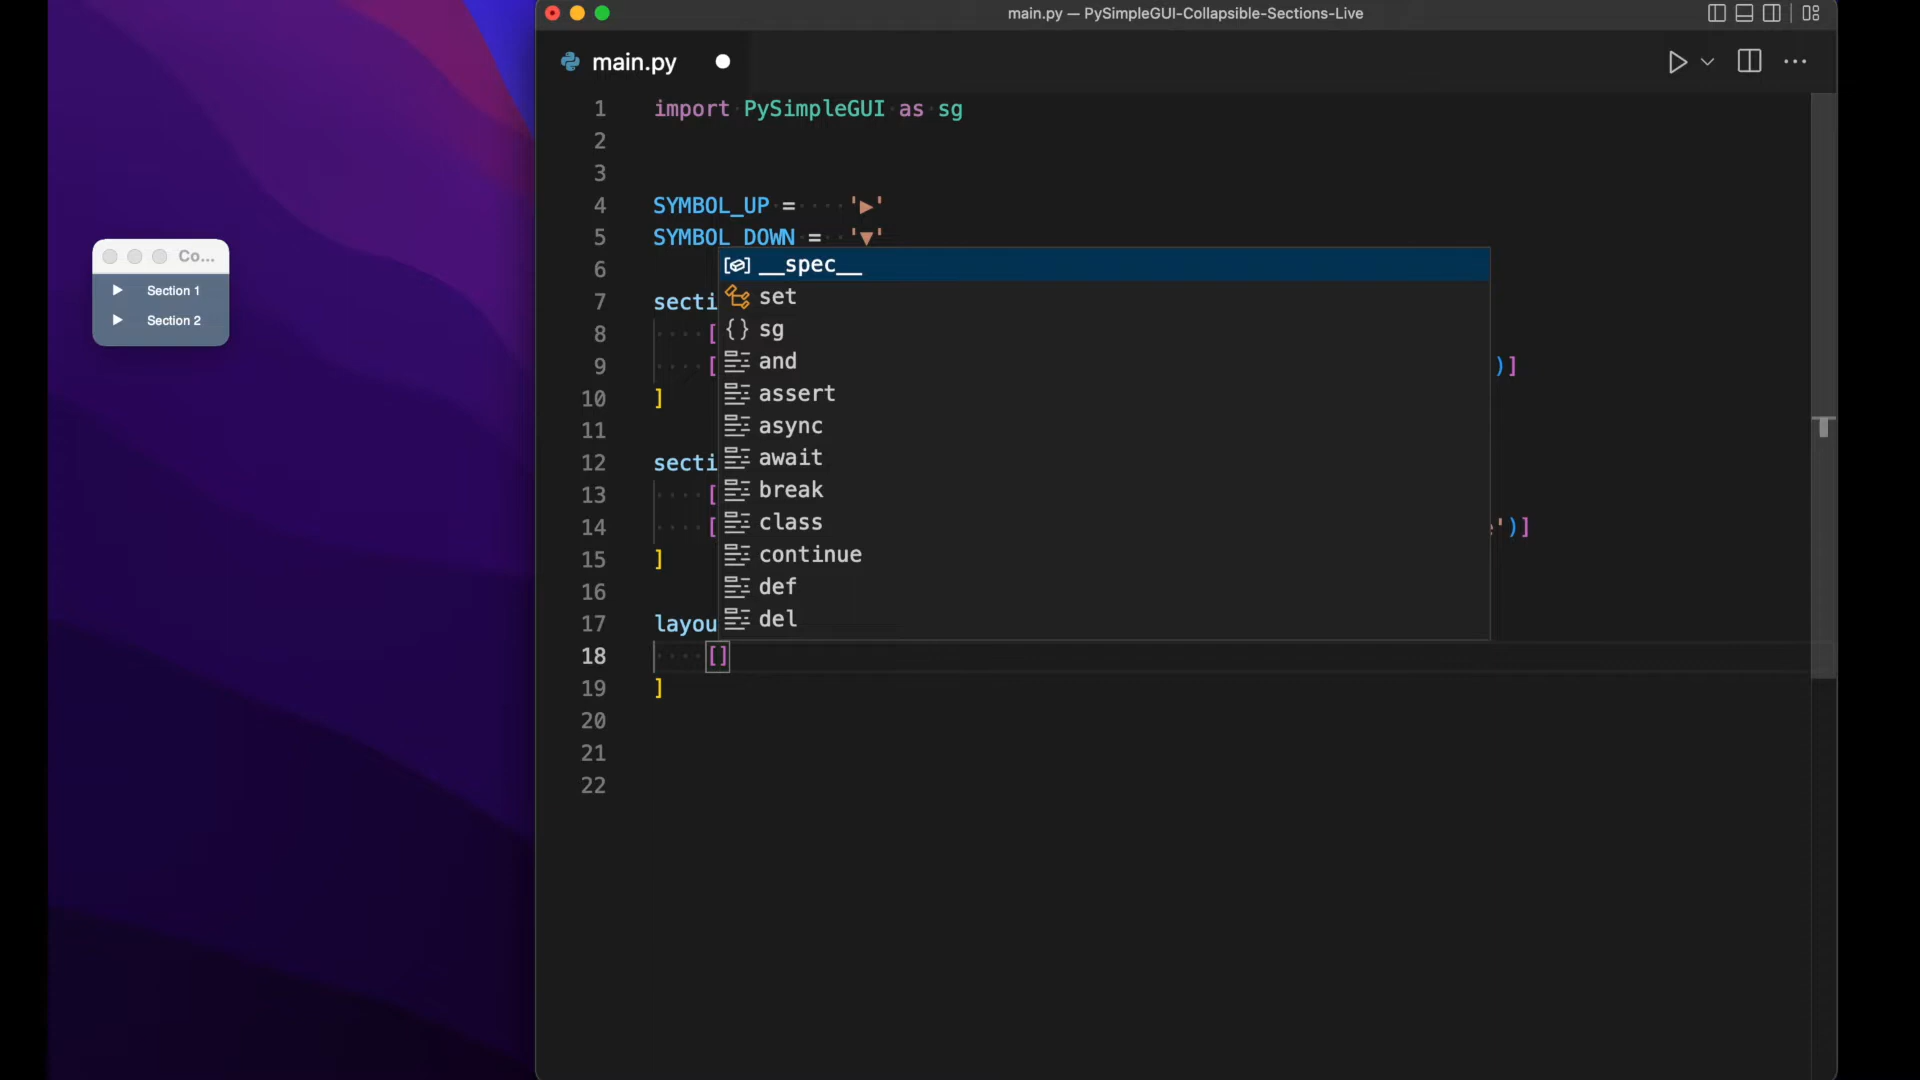 main.py — PySimpleGUI-Collapsible-Sections-Live
main.py
Co...
Section 1
Section 2
1 import PySimpleGUI as sg
2
3
4 SYMBOL_UP = '▶'
5 SYMBOL_DOWN = '▼'
6
7 secti
8 [
9 [ )]
10 ]
11
12 secti
13 [
14 [ ')]
15 ]
16
17 layou
18 []
19 ]
20
21
22
__spec__
set
sg
and
assert
async
await
break
class
continue
def
del